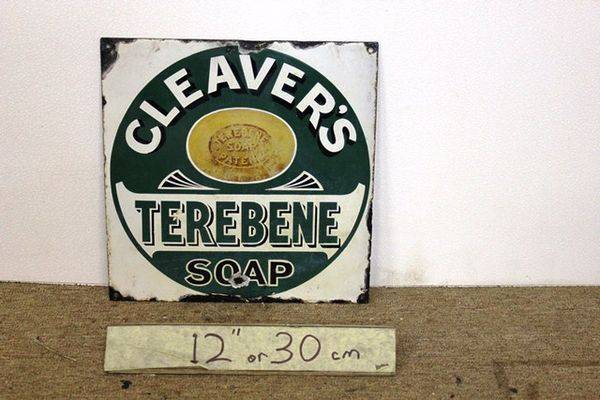 CLEAVER'S
TEREBENE
SOAP
PATENT
TEREBENE
SOAP
12" or 30 cm